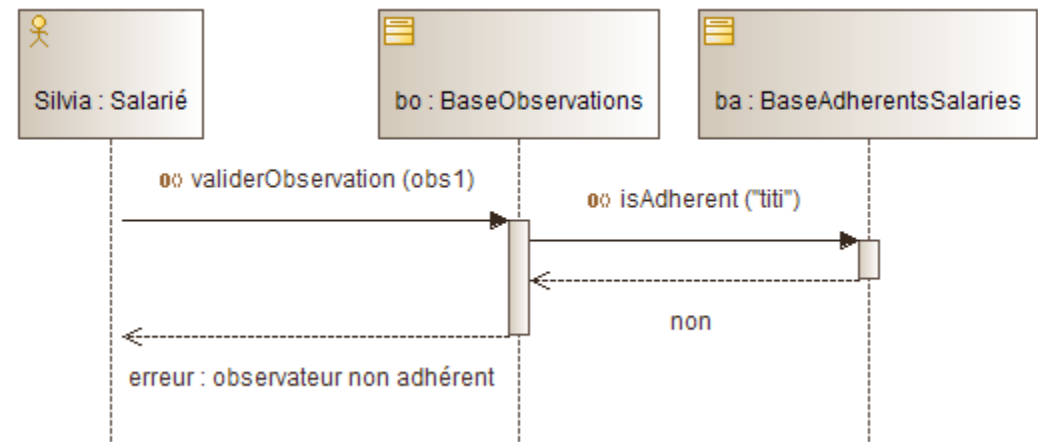 Silvia : Salarié
bo : BaseObservations
ba : BaseAdherentsSalaries
validerObservation (obs1)
isAdherent ("titi")
non
erreur : observateur non adhérent